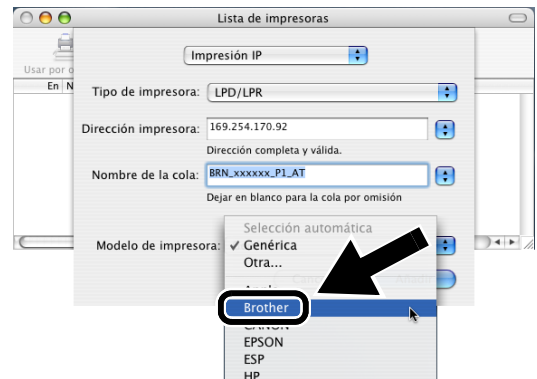 Lista de impresoras
Impresión IP
Usar por o
En N
Tipo de impresora: LPD/LPR
Dirección impresora: 169.254.170.92
Dirección completa y válida.
Nombre de la cola: BRN_xxxxxx_P1_AT
Dejar en blanco para la cola por omisión
Selección automática
Modelo de impresora: ✓ Genérica
Otra...
Brother
CANON
EPSON
ESP
HP